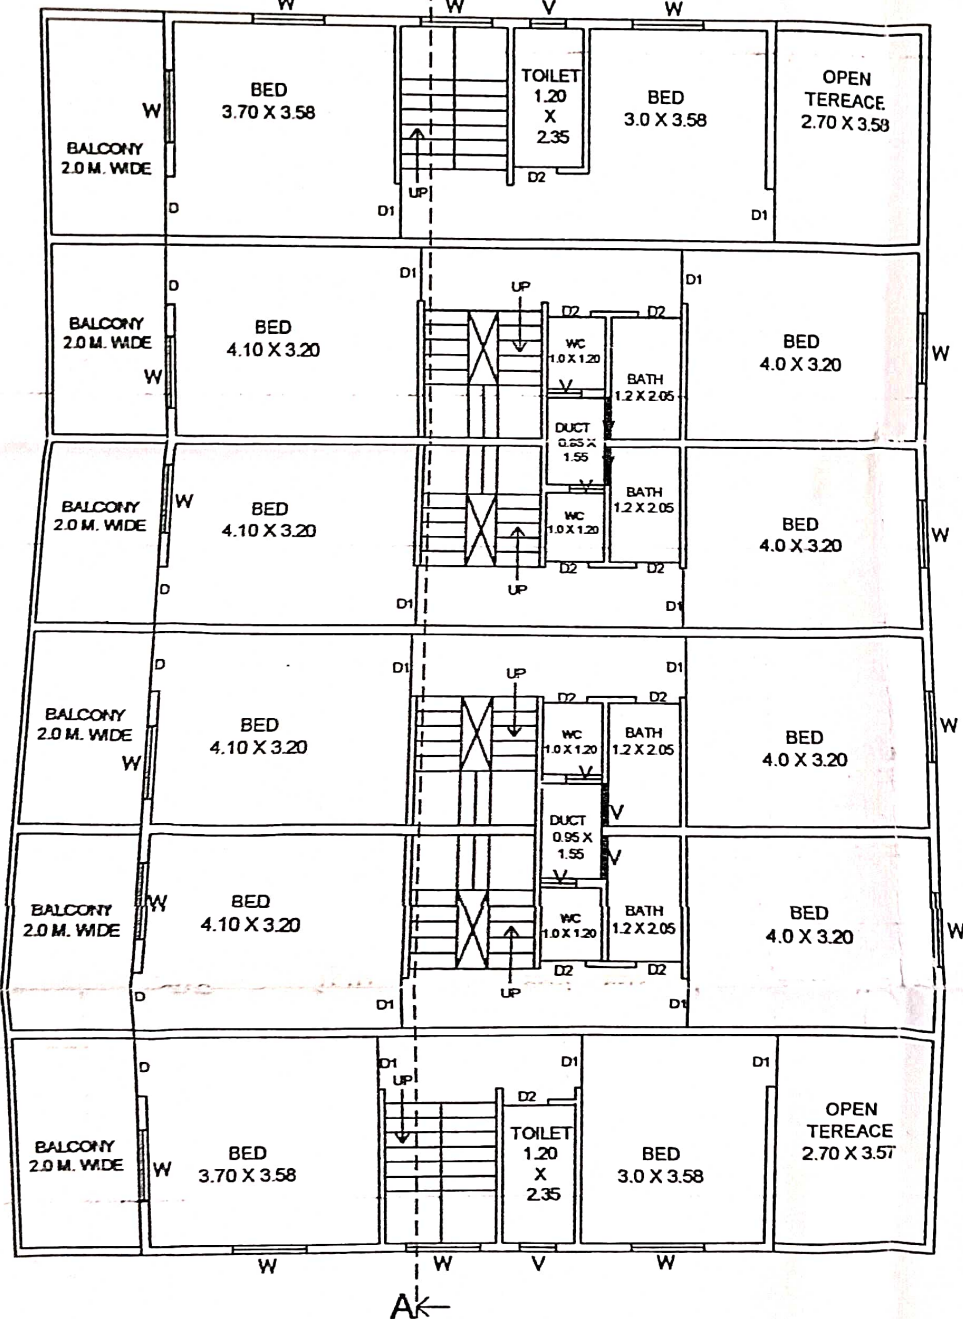 W
W
V
W
BED
3.70 X 3.58
TOILET
1.20
X
2.35
BED
3.0 X 3.58
OPEN
TEREACE
2.70 X 3.58
W
BALCONY
2.0 M. WIDE
UP
D2
D
D1
D1
D1
D1
D
UP
D2
D2
BALCONY
2.0 M. WIDE
BED
4.10 X 3.20
WC
1.0 X 1.20
BED
4.0 X 3.20
W
W
V
BATH
1.2 X 2.05
DUCT
X
1.55
V
BALCONY
2.0 M. WIDE
W
BED
4.10 X 3.20
WC
1.0 X 1.20
BATH
1.2 X 2.05
BED
4.0 X 3.20
W
D
UP
D2
D2
D1
D1
D
D1
UP
D2
D2
D1
BALCONY
2.0 M. WIDE
W
BED
4.10 X 3.20
WC
1.0 X 1.20
BATH
1.2 X 2.05
BED
4.0 X 3.20
W
V
V
DUCT
0.95 X
1.55
V
V
BALCONY
2.0 M. WIDE
W
BED
4.10 X 3.20
WC
1.0 X 1.20
BATH
1.2 X 2.05
BED
4.0 X 3.20
W
D
UP
D2
D2
D1
D1
D
D1
UP
D1
D1
D2
BALCONY
2.0 M. WIDE
W
BED
3.70 X 3.58
TOILET
1.20
X
2.35
BED
3.0 X 3.58
OPEN
TEREACE
2.70 X 3.57
W
W
V
W
A